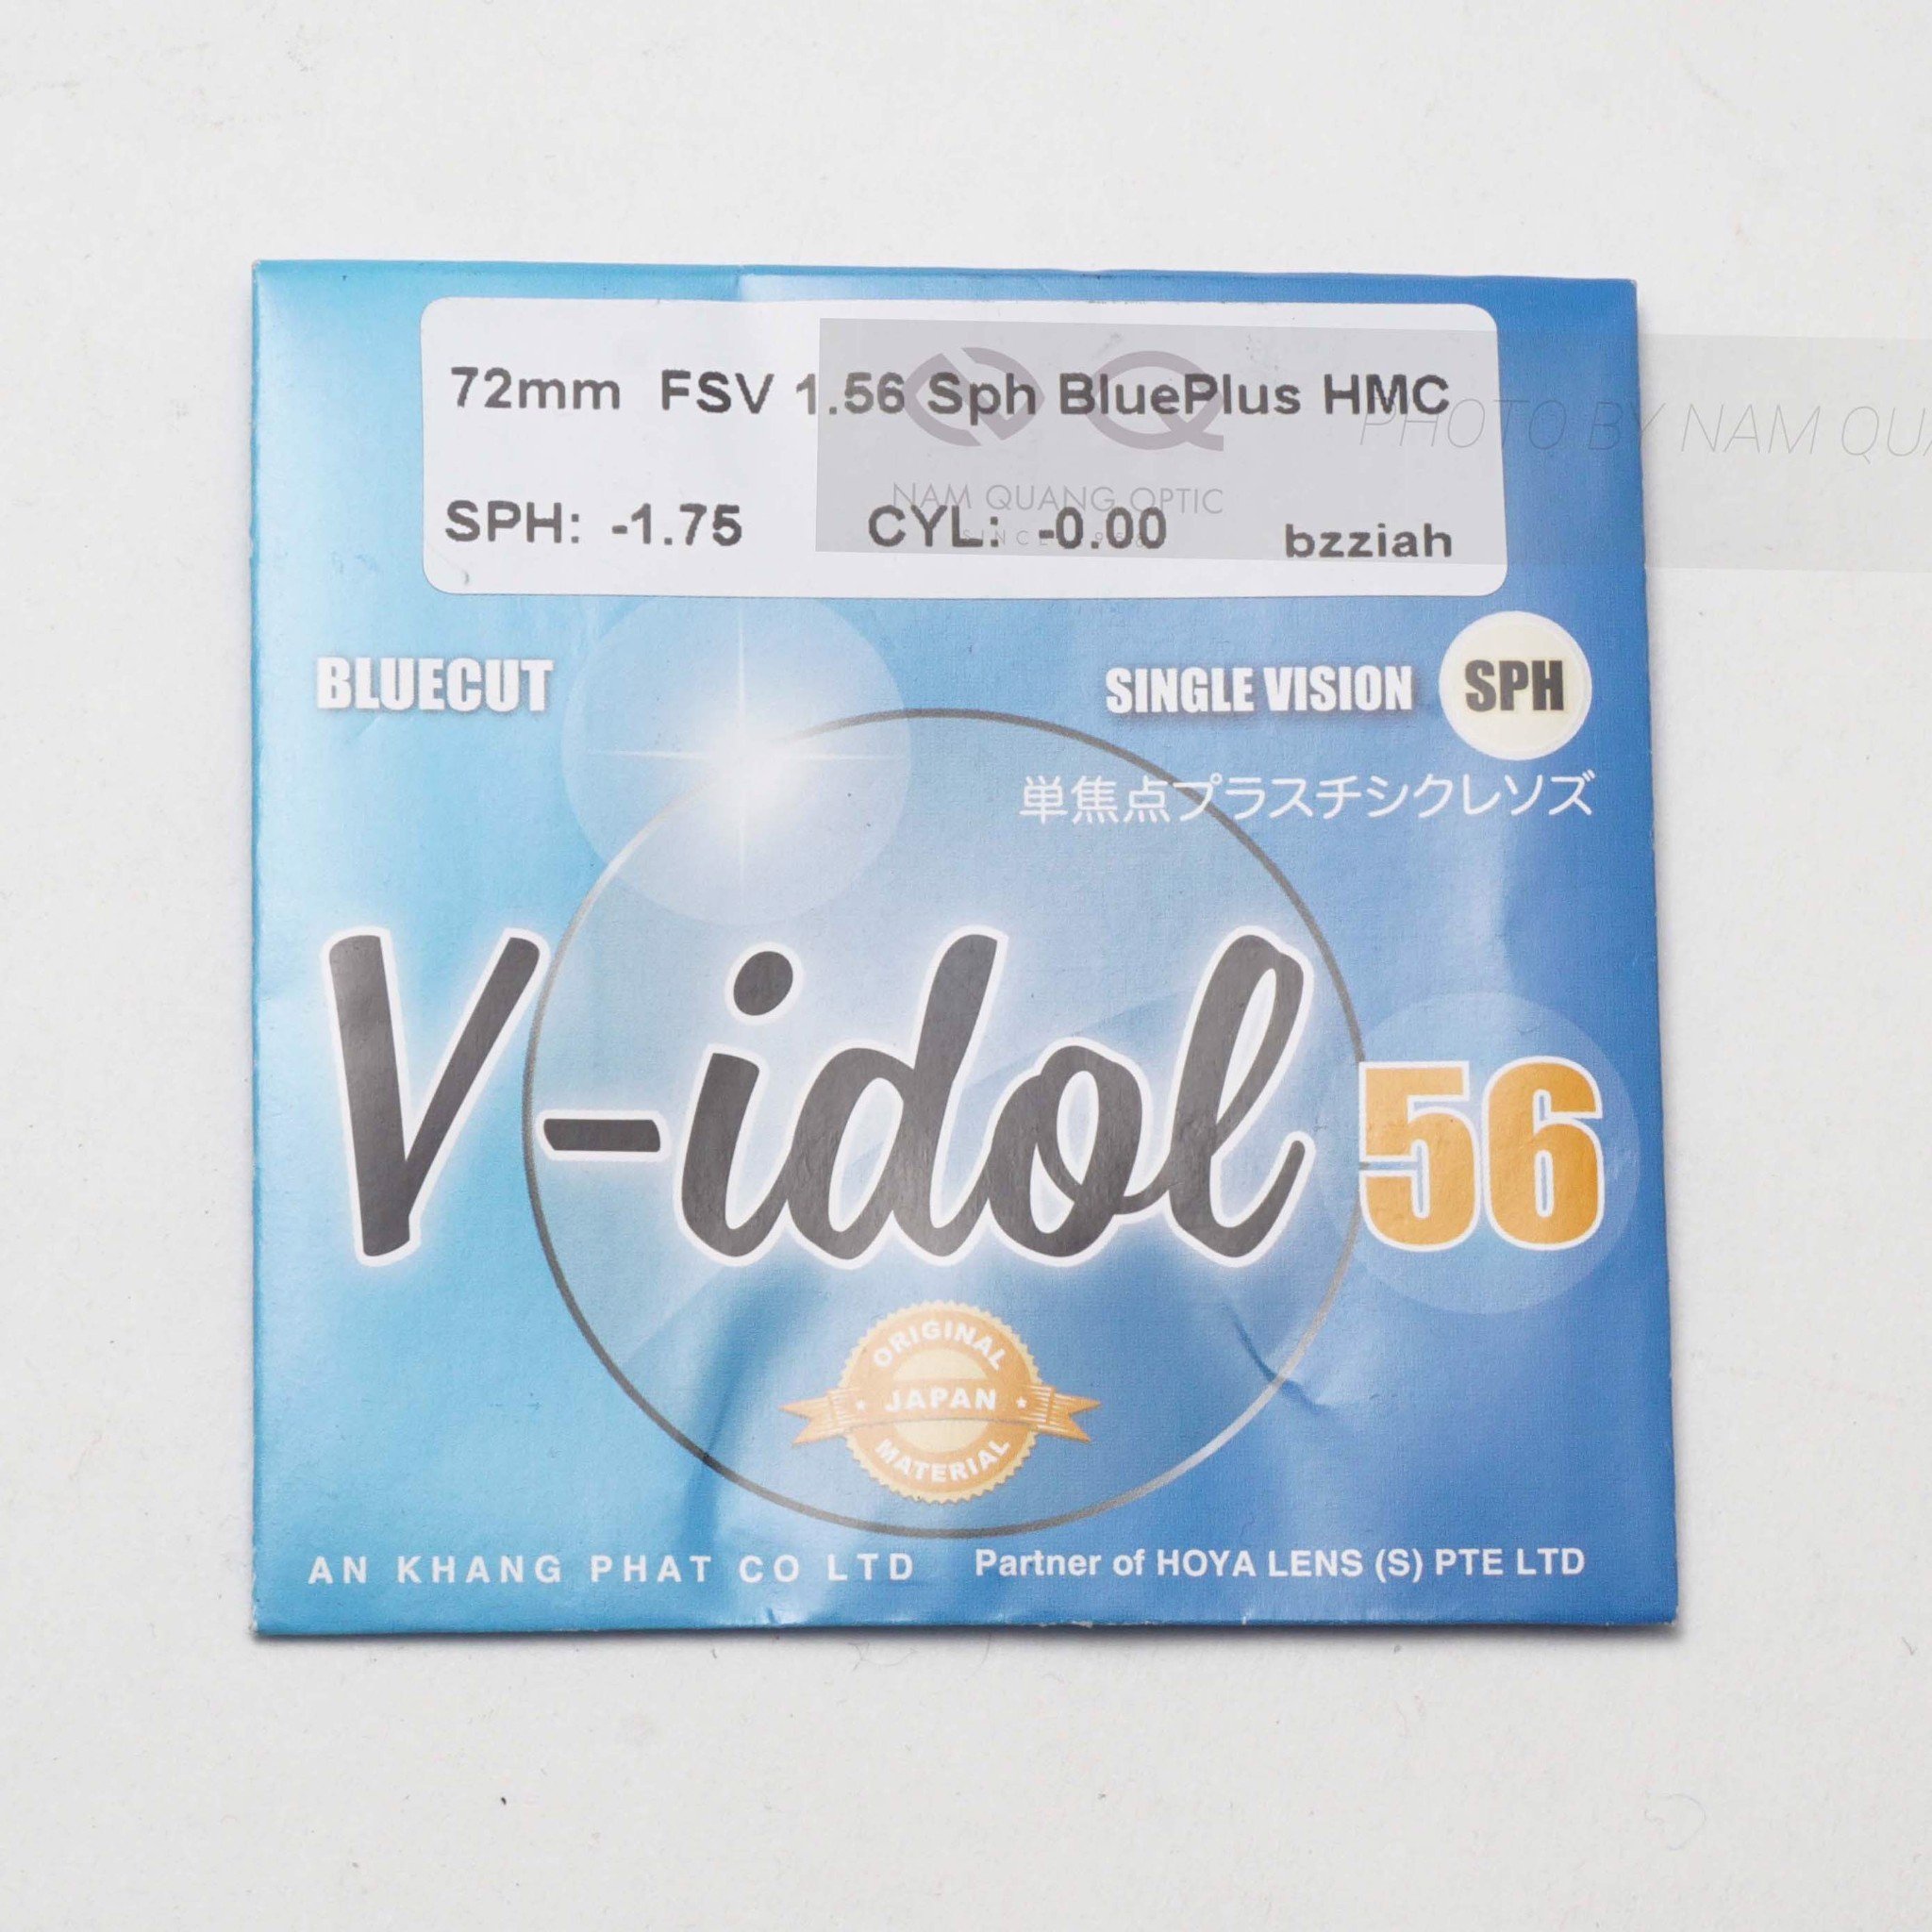 72mm FSV 1.56 Sph BluePlus HMC
PHOTO BY NAM QUA
NAM QUANG OPTIC
SPH: -1.75 CYL: -0.00 bzziah
BLUECUT
SINGLE VISION SPH
単焦点プラスチシクレソズ
V-idol 56
ORIGINAL
JAPAN
MATERIAL
AN KHANG PHAT CO LTD Partner of HOYA LENS (S) PTE LTD